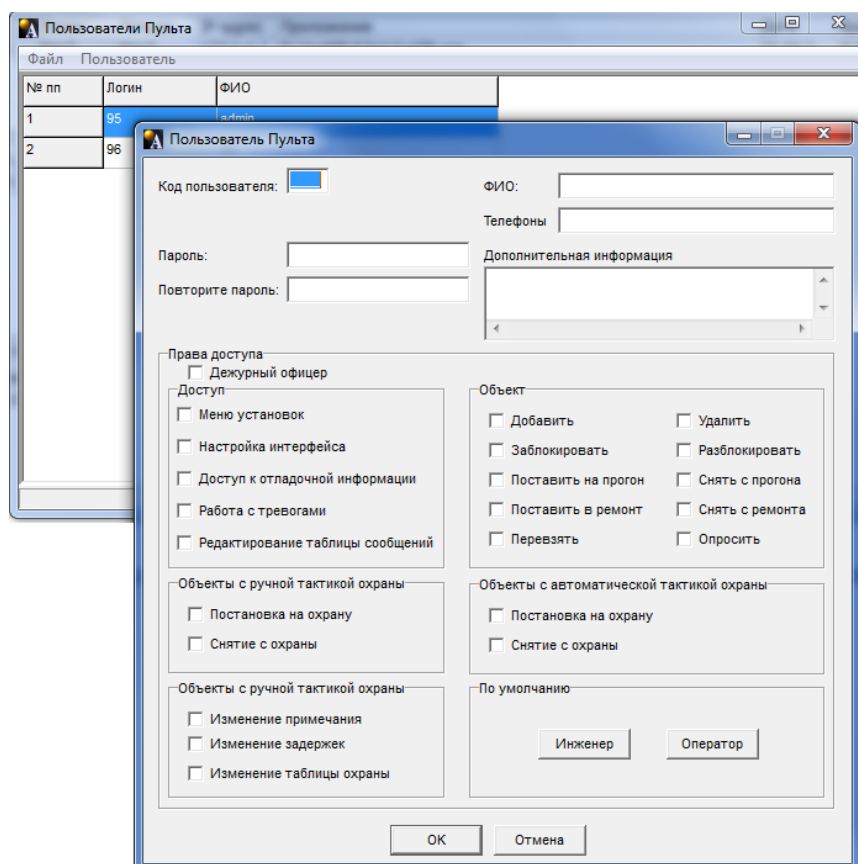 Пользователи Пульта
Файл Пользователь
№ пп Логин ФИО
1 95 admin
2 96
Пользователь Пульта
Код пользователя: ФИО:
Телефоны
Пароль: Дополнительная информация
Повторите пароль:
Права доступа
Дежурный офицер
Доступ Объект
Меню установок Добавить Удалить
Настройка интерфейса Заблокировать Разблокировать
Доступ к отладочной информации Поставить на прогон Снять с прогона
Работа с тревогами Поставить в ремонт Снять с ремонта
Редактирование таблицы сообщений Перевзять Опросить
Объекты с ручной тактикой охраны Объекты с автоматической тактикой охраны
Постановка на охрану Постановка на охрану
Снятие с охраны Снятие с охраны
Объекты с ручной тактикой охраны По умолчанию
Изменение примечания
Изменение задержек Инженер Оператор
Изменение таблицы охраны
ОК Отмена